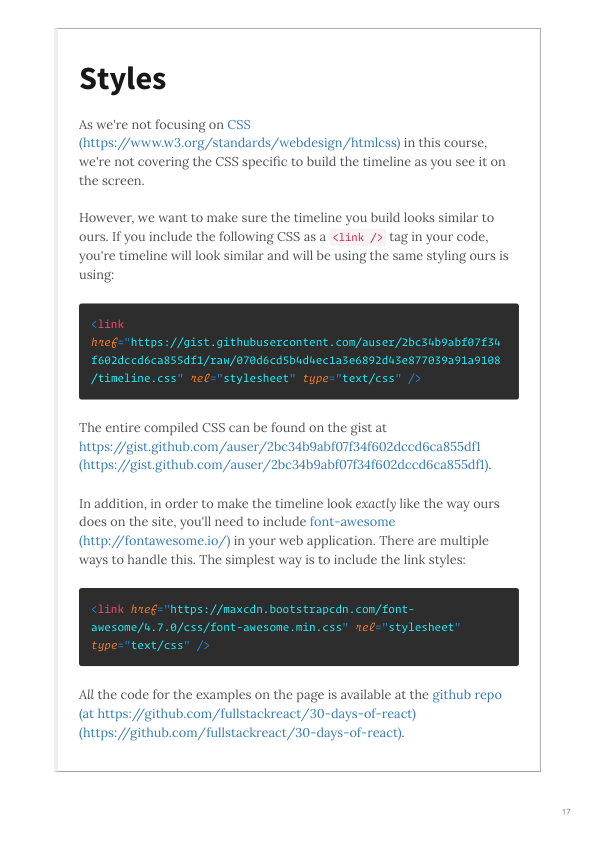 Styles
As we're not focusing on CSS
(https://www.w3.org/standards/webdesign/htmlcss) in this course,
we're not covering the CSS specific to build the timeline as you see it on
the screen.
However, we want to make sure the timeline you build looks similar to
ours. If you include the following CSS as a <link /> tag in your code,
you're timeline will look similar and will be using the same styling ours is
using:
<link
href="https://gist.githubusercontent.com/auser/2bc34b9abf07f34
f602dccd6ca855df1/raw/070d6cd5b4d4ec1a3e6892d43e877039a91a9108
/timeline.css" rel="stylesheet" type="text/css" />
The entire compiled CSS can be found on the gist at
https://gist.github.com/auser/2bc34b9abf07f34f602dccd6ca855df1
(https://gist.github.com/auser/2bc34b9abf07f34f602dccd6ca855df1).
In addition, in order to make the timeline look exactly like the way ours
does on the site, you'll need to include font-awesome
(http://fontawesome.io/) in your web application. There are multiple
ways to handle this. The simplest way is to include the link styles:
<link href="https://maxcdn.bootstrapcdn.com/font-
awesome/4.7.0/css/font-awesome.min.css" rel="stylesheet"
type="text/css" />
All the code for the examples on the page is available at the github repo
(at https://github.com/fullstackreact/30-days-of-react)
(https://github.com/fullstackreact/30-days-of-react).
17